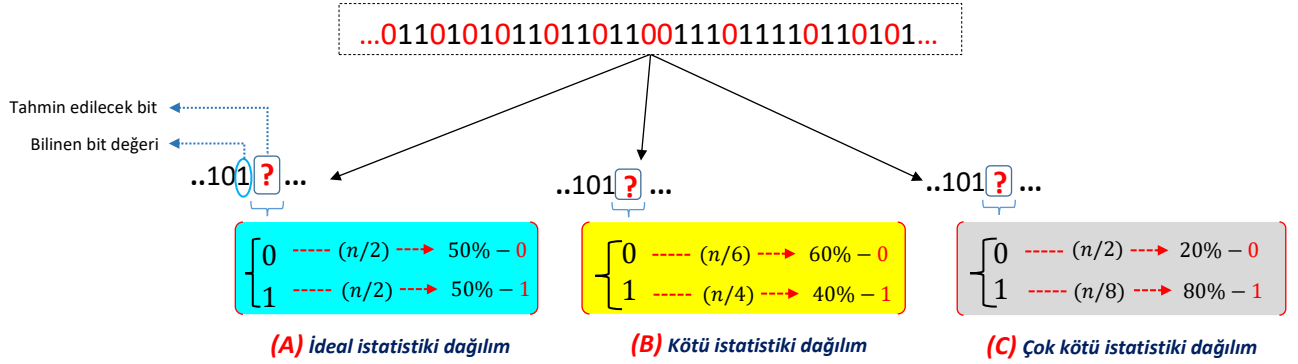 ...011010101101101100111011110110101...
Tahmin edilecek bit
Bilinen bit değeri
..101 ? ...
..101 ? ...
..101 ? ...
0 (n/2) 50% − 0
1 (n/2) 50% − 1
0 (n/6) 60% − 0
1 (n/4) 40% − 1
0 (n/2) 20% − 0
1 (n/8) 80% − 1
(A) İdeal istatistiki dağılım
(B) Kötü istatistiki dağılım
(C) Çok kötü istatistiki dağılım